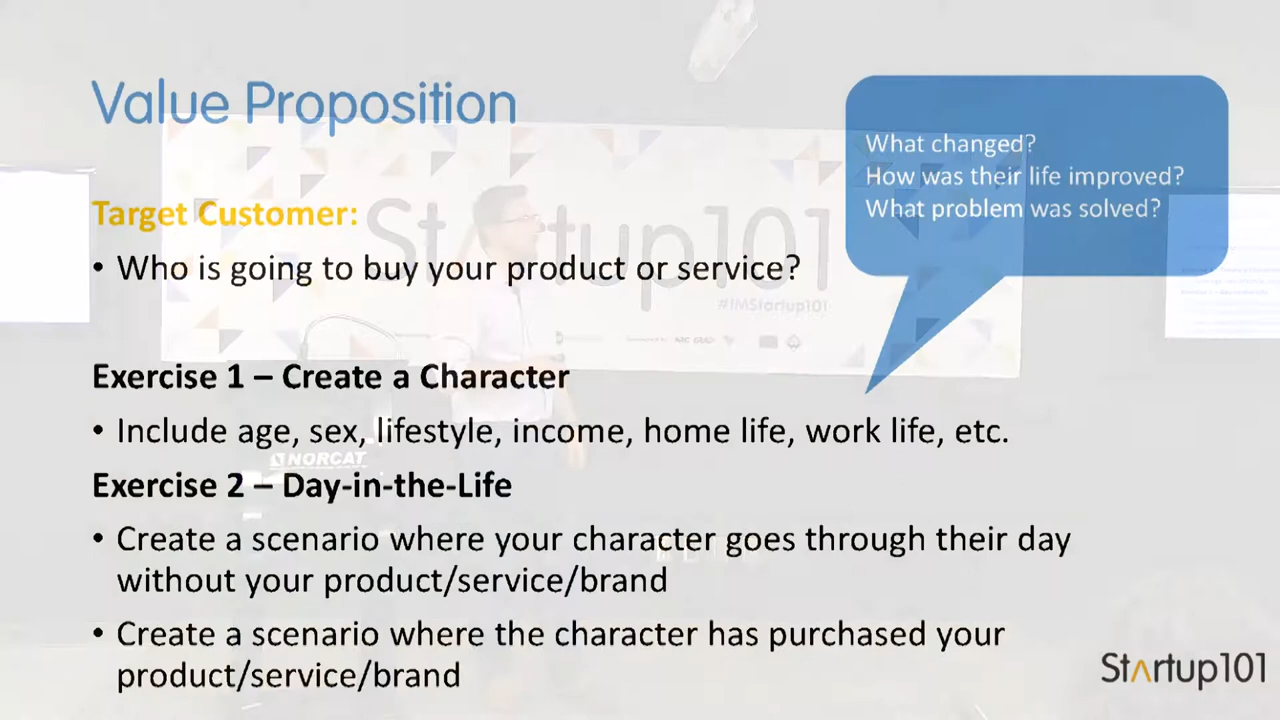 Value Proposition
What changed?
How was their life improved?
What problem was solved?
Target Customer:
• Who is going to buy your product or service?
Startup101
#IMStartup101
Exercise 1 – Create a Character
• Include age, sex, lifestyle, income, home life, work life, etc.
NORCAT
Exercise 2 – Day-in-the-Life
• Create a scenario where your character goes through their day
without your product/service/brand
• Create a scenario where the character has purchased your
product/service/brand
Startup101